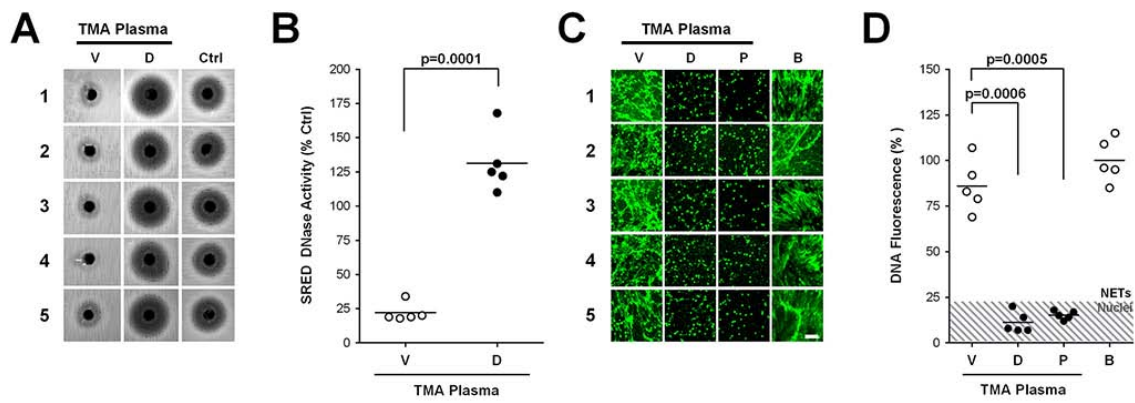 A
TMA Plasma
V D Ctrl
1
2
3
4
5
B
p=0.0001
200
175
150
125
100
75
50
25
0
SRED DNase Activity (% Ctrl)
V D
TMA Plasma
C
TMA Plasma
V D P B
1
2
3
4
5
D
p=0.0005
p=0.0006
150
125
100
75
50
25
0
DNA Fluorescence (% )
NETs
Nuclei
V D P B
TMA Plasma